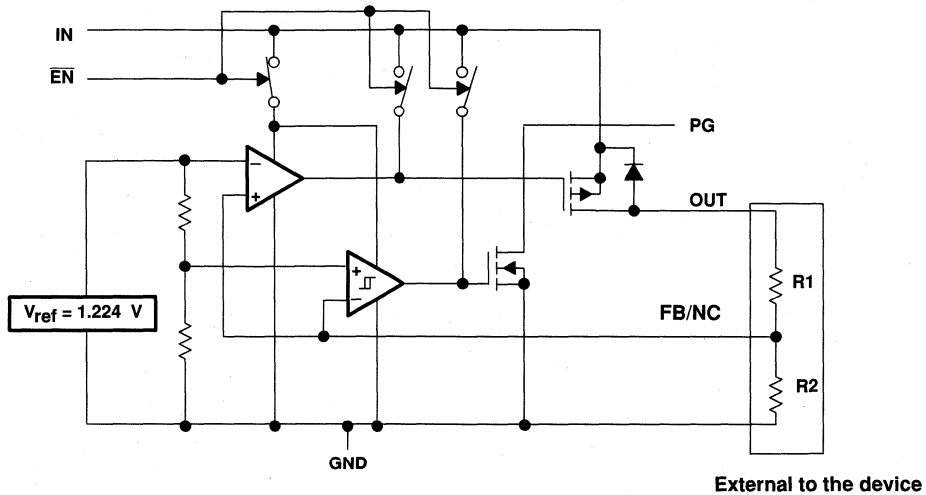 IN
EN
PG
OUT
R1
Vref = 1.224 V
FB/NC
R2
GND
External to the device